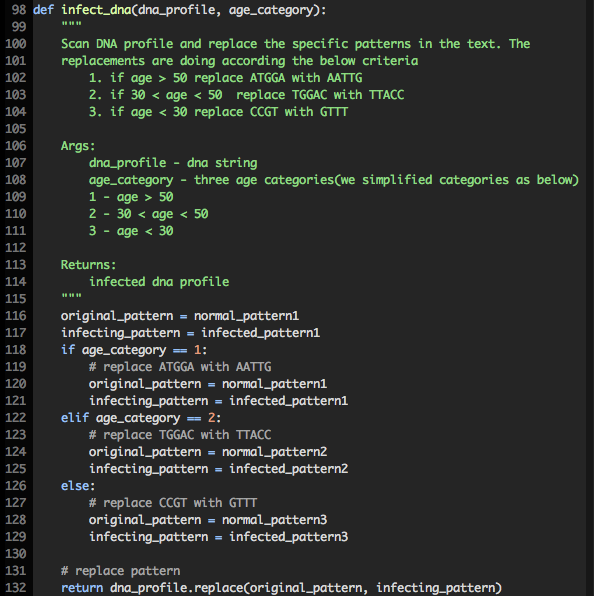 98 def infect_dna(dna_profile, age_category):
99     """
100     Scan DNA profile and replace the specific patterns in the text. The
101     replacements are doing according the below criteria
102         1. if age > 50 replace ATGGA with AATTG
103         2. if 30 < age < 50  replace TGGAC with TTACC
104         3. if age < 30 replace CCGT with GTTT
105
106     Args:
107         dna_profile - dna string
108         age_category - three age categories(we simplified categories as below)
109         1 - age > 50
110         2 - 30 < age < 50
111         3 - age < 30
112
113     Returns:
114         infected dna profile
115     """
116     original_pattern = normal_pattern1
117     infecting_pattern = infected_pattern1
118     if age_category == 1:
119         # replace ATGGA with AATTG
120         original_pattern = normal_pattern1
121         infecting_pattern = infected_pattern1
122     elif age_category == 2:
123         # replace TGGAC with TTACC
124         original_pattern = normal_pattern2
125         infecting_pattern = infected_pattern2
126     else:
127         # replace CCGT with GTTT
128         original_pattern = normal_pattern3
129         infecting_pattern = infected_pattern3
130
131     # replace pattern
132     return dna_profile.replace(original_pattern, infecting_pattern)